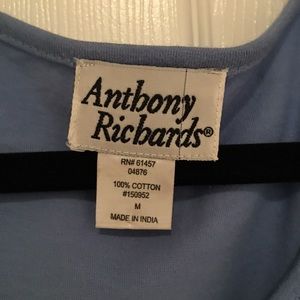 Anthony
Richards®
RN# 61457
04876
100% COTTON
#150952
M
MADE IN INDIA